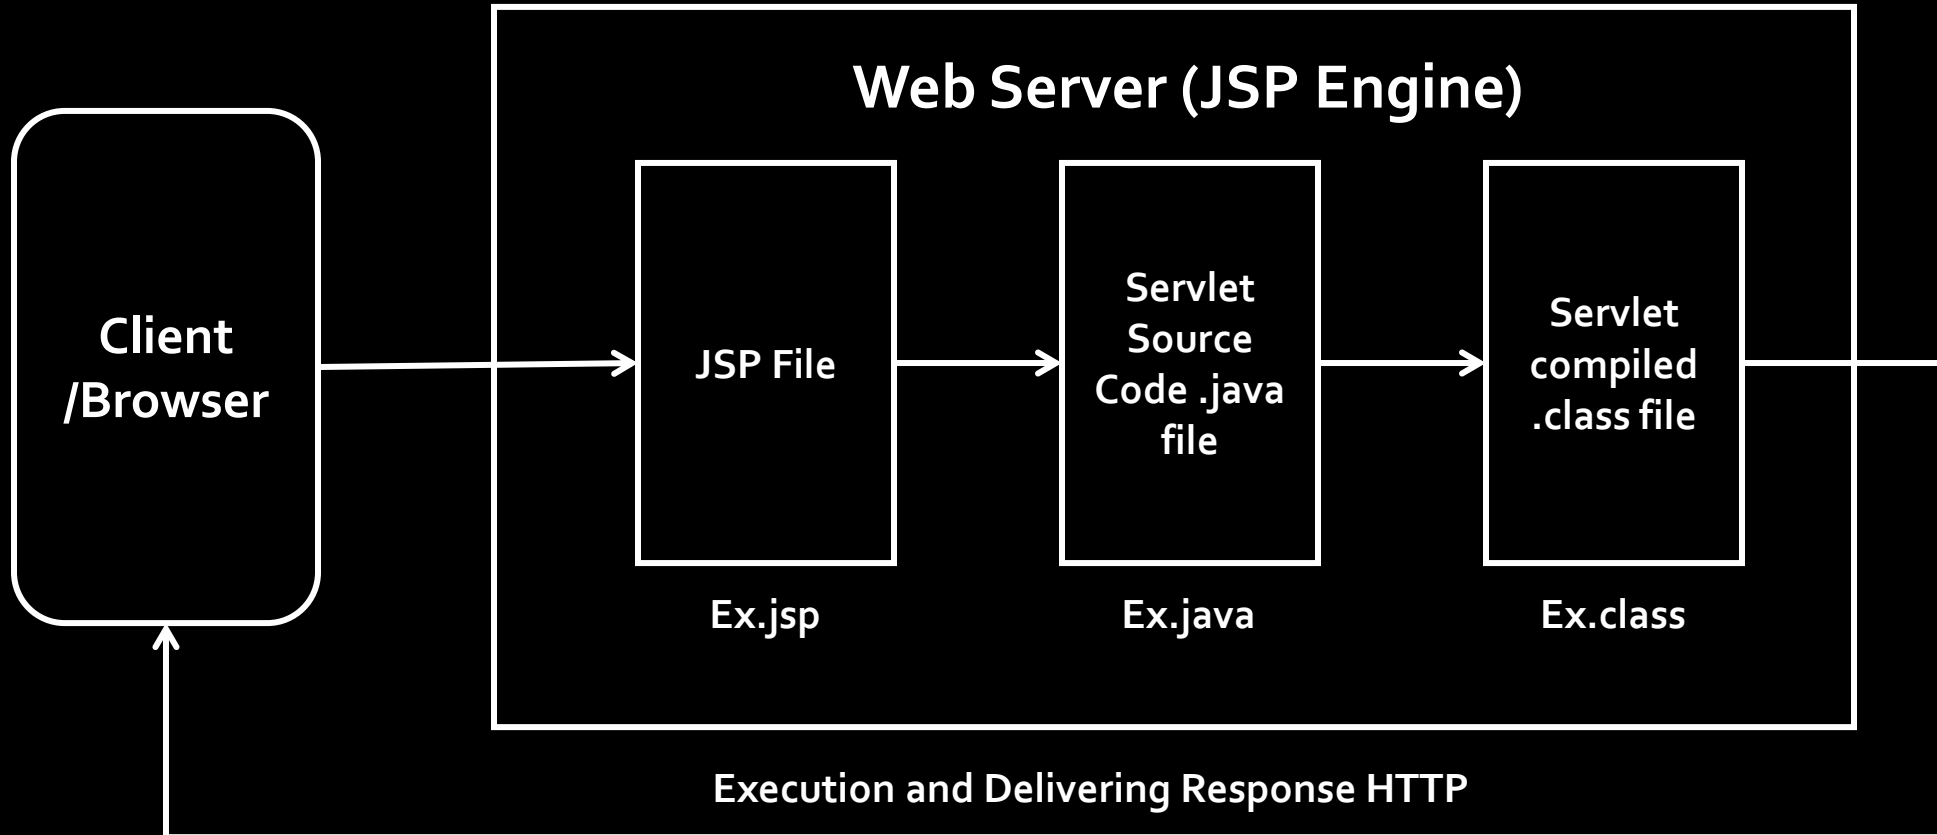 Web Server (JSP Engine)
Client
/Browser
JSP File
Servlet
Source
Code .java
file
Servlet
compiled
.class file
Ex.jsp
Ex.java
Ex.class
Execution and Delivering Response HTTP